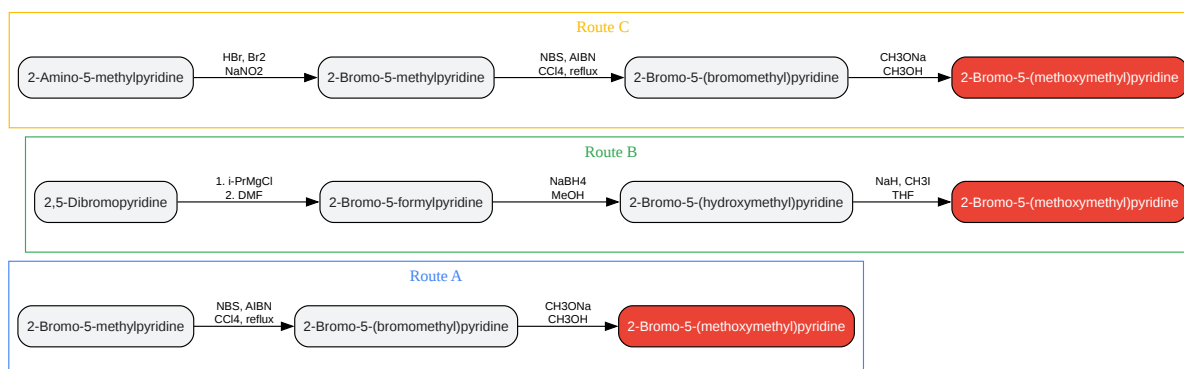 Route C
2-Amino-5-methylpyridine
HBr, Br2
NaNO2
2-Bromo-5-methylpyridine
NBS, AIBN
CCl4, reflux
2-Bromo-5-(bromomethyl)pyridine
CH3ONa
CH3OH
2-Bromo-5-(methoxymethyl)pyridine
Route B
2,5-Dibromopyridine
1. i-PrMgCl
2. DMF
2-Bromo-5-formylpyridine
NaBH4
MeOH
2-Bromo-5-(hydroxymethyl)pyridine
NaH, CH3I
THF
2-Bromo-5-(methoxymethyl)pyridine
Route A
2-Bromo-5-methylpyridine
NBS, AIBN
CCl4, reflux
2-Bromo-5-(bromomethyl)pyridine
CH3ONa
CH3OH
2-Bromo-5-(methoxymethyl)pyridine